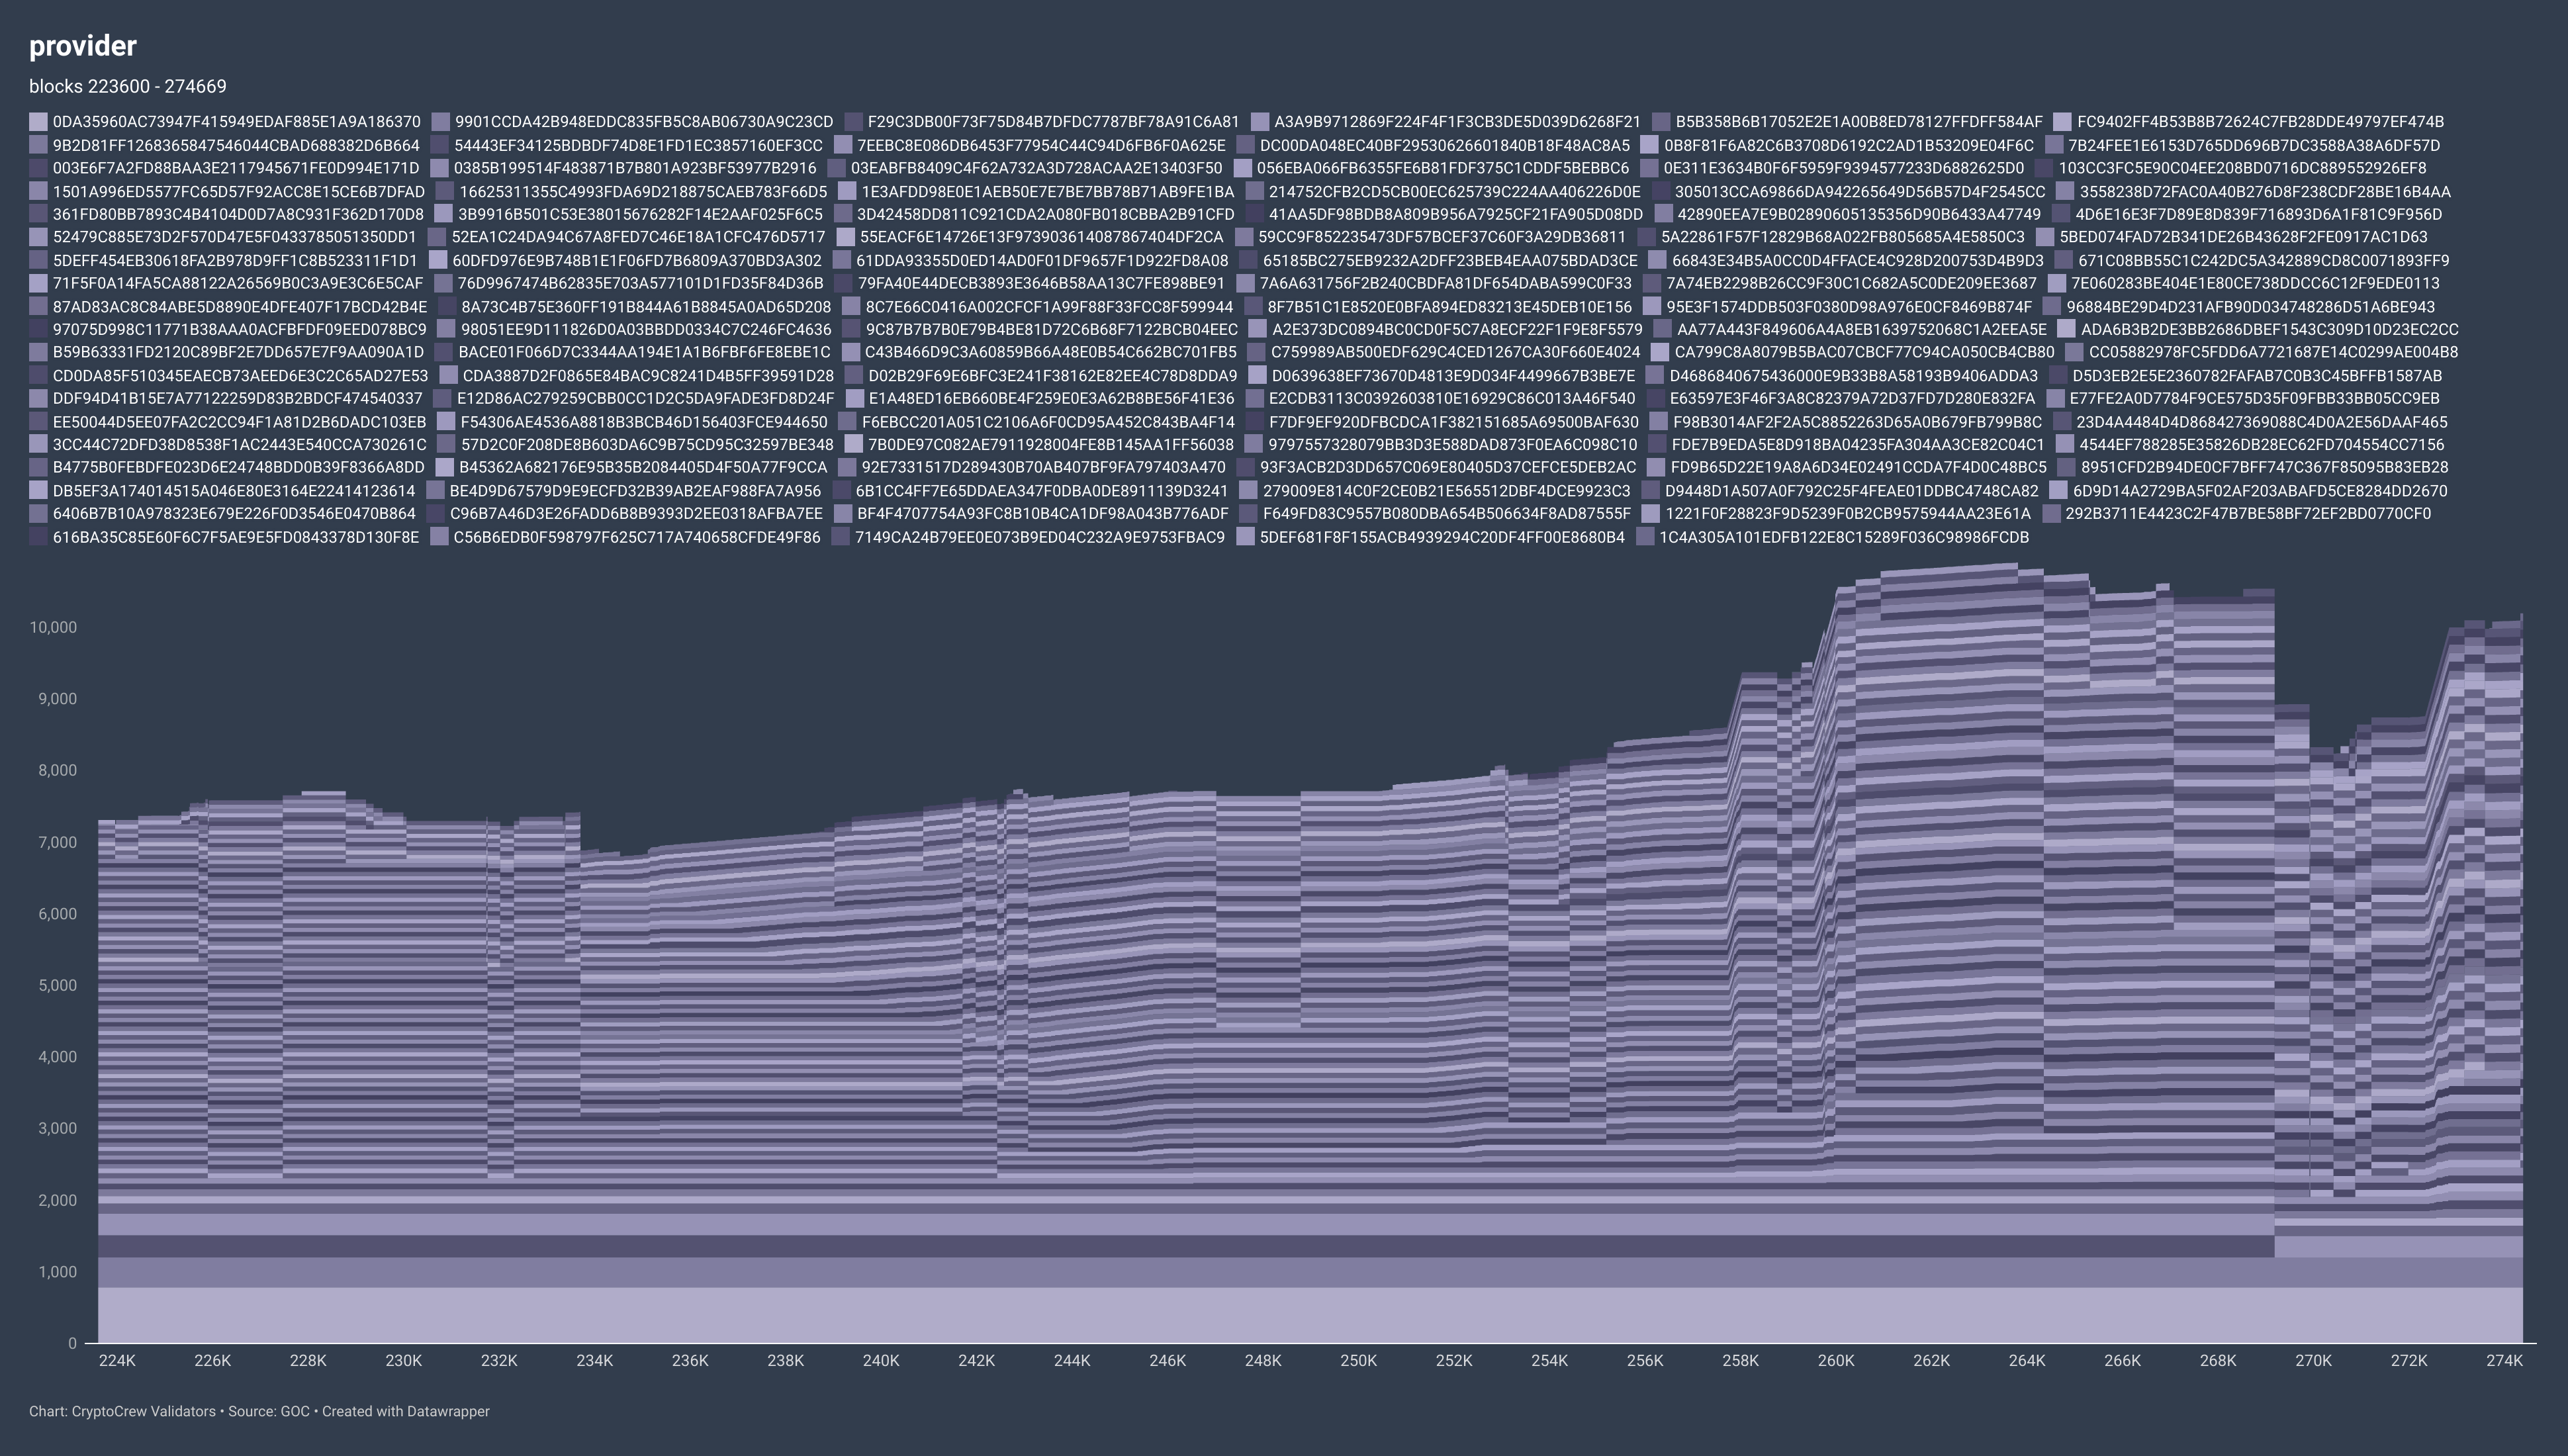 provider
blocks 223600 - 274669
0DA35960AC73947F415949EDAF885E1A9A186370 9901CCDA42B948EDDC835FB5C8AB06730A9C23CD F29C3DB00F73F75D84B7DFDC7787BF78A91C6A81 A3A9B9712869F224F4F1F3CB3DE5D039D6268F21 B5B358B6B17052E2E1A00B8ED78127FFDFF584AF FC9402FF4B53B8B72624C7FB28DDE49797EF474B
9B2D81FF1268365847546044CBAD688382D6B664 54443EF34125BDBDF74D8E1FD1EC3857160EF3CC 7EEBC8E086DB6453F77954C44C94D6FB6F0A625E DC00DA048EC40BF29530626601840B18F48AC8A5 0B8F81F6A82C6B3708D6192C2AD1B53209E04F6C 7B24FEE1E6153D765DD696B7DC3588A38A6DF57D
003E6F7A2FD88BAA3E2117945671FE0D994E171D 0385B199514F483871B7B801A923BF53977B2916 03EABFB8409C4F62A732A3D728ACAA2E13403F50 056EBA066FB6355FE6B81FDF375C1CDDF5BEBBC6 0E311E3634B0F6F5959F9394577233D6882625D0 103CC3FC5E90C04EE208BD0716DC889552926EF8
1501A996ED5577FC65D57F92ACC8E15CE6B7DFAD 16625311355C4993FDA69D218875CAEB783F66D5 1E3AFDD98E0E1AEB50E7E7BE7BB78B71AB9FE1BA 214752CFB2CD5CB00EC625739C224AA406226D0E 305013CCA69866DA942265649D56B57D4F2545CC 3558238D72FAC0A40B276D8F238CDF28BE16B4AA
361FD80BB7893C4B4104D0D7A8C931F362D170D8 3B9916B501C53E38015676282F14E2AAF025F6C5 3D42458DD811C921CDA2A080FB018CBBA2B91CFD 41AA5DF98BDB8A809B956A7925CF21FA905D08DD 42890EEA7E9B02890605135356D90B6433A47749 4D6E16E3F7D89E8D839F716893D6A1F81C9F956D
52479C885E73D2F570D47E5F0433785051350DD1 52EA1C24DA94C67A8FED7C46E18A1CFC476D5717 55EACF6E14726E13F973903614087867404DF2CA 59CC9F852235473DF57BCEF37C60F3A29DB36811 5A22861F57F12829B68A022FB805685A4E5850C3 5BED074FAD72B341DE26B43628F2FE0917AC1D63
5DEFF454EB30618FA2B978D9FF1C8B523311F1D1 60DFD976E9B748B1E1F06FD7B6809A370BD3A302 61DDA93355D0ED14AD0F01DF9657F1D922FD8A08 65185BC275EB9232A2DFF23BEB4EAA075BDAD3CE 66843E34B5A0CC0D4FFACE4C928D200753D4B9D3 671C08BB55C1C242DC5A342889CD8C0071893FF9
71F5F0A14FA5CA88122A26569B0C3A9E3C6E5CAF 76D9967474B62835E703A577101D1FD35F84D36B 79FA40E44DECB3893E3646B58AA13C7FE898BE91 7A6A631756F2B240CBDFA81DF654DABA599C0F33 7A74EB2298B26CC9F30C1C682A5C0DE209EE3687 7E060283BE404E1E80CE738DDCC6C12F9EDE0113
87AD83AC8C84ABE5D8890E4DFE407F17BCD42B4E 8A73C4B75E360FF191B844A61B8845A0AD65D208 8C7E66C0416A002CFCF1A99F88F33FCC8F599944 8F7B51C1E8520E0BFA894ED83213E45DEB10E156 95E3F1574DDB503F0380D98A976E0CF8469B874F 96884BE29D4D231AFB90D034748286D51A6BE943
97075D998C11771B38AAA0ACFBFDF09EED078BC9 98051EE9D111826D0A03BBDD0334C7C246FC4636 9C87B7B7B0E79B4BE81D72C6B68F7122BCB04EEC A2E373DC0894BC0CD0F5C7A8ECF22F1F9E8F5579 AA77A443F849606A4A8EB1639752068C1A2EEA5E ADA6B3B2DE3BB2686DBEF1543C309D10D23EC2CC
B59B63331FD2120C89BF2E7DD657E7F9AA090A1D BACE01F066D7C3344AA194E1A1B6FBF6FE8EBE1C C43B466D9C3A60859B66A48E0B54C662BC701FB5 C759989AB500EDF629C4CED1267CA30F660E4024 CA799C8A8079B5BAC07CBCF77C94CA050CB4CB80 CC05882978FC5FDD6A7721687E14C0299AE004B8
CD0DA85F510345EAECB73AEED6E3C2C65AD27E53 CDA3887D2F0865E84BAC9C8241D4B5FF39591D28 D02B29F69E6BFC3E241F38162E82EE4C78D8DDA9 D0639638EF73670D4813E9D034F4499667B3BE7E D4686840675436000E9B33B8A58193B9406ADDA3 D5D3EB2E5E2360782FAFAB7C0B3C45BFFB1587AB
DDF94D41B15E7A77122259D83B2BDCF474540337 E12D86AC279259CBB0CC1D2C5DA9FADE3FD8D24F E1A48ED16EB660BE4F259E0E3A62B8BE56F41E36 E2CDB3113C0392603810E16929C86C013A46F540 E63597E3F46F3A8C82379A72D37FD7D280E832FA E77FE2A0D7784F9CE575D35F09FBB33BB05CC9EB
EE50044D5EE07FA2C2CC94F1A81D2B6DADC103EB F54306AE4536A8818B3BCB46D156403FCE944650 F6EBCC201A051C2106A6F0CD95A452C843BA4F14 F7DF9EF920DFBCDCA1F382151685A69500BAF630 F98B3014AF2F2A5C8852263D65A0B679FB799B8C 23D4A4484D4D868427369088C4D0A2E56DAAF465
3CC44C72DFD38D8538F1AC2443E540CCA730261C 57D2C0F208DE8B603DA6C9B75CD95C32597BE348 7B0DE97C082AE7911928004FE8B145AA1FF56038 9797557328079BB3D3E588DAD873F0EA6C098C10 FDE7B9EDA5E8D918BA04235FA304AA3CE82C04C1 4544EF788285E35826DB28EC62FD704554CC7156
B4775B0FEBDFE023D6E24748BDD0B39F8366A8DD B45362A682176E95B35B2084405D4F50A77F9CCA 92E7331517D289430B70AB407BF9FA797403A470 93F3ACB2D3DD657C069E80405D37CEFCE5DEB2AC FD9B65D22E19A8A6D34E02491CCDA7F4D0C48BC5 8951CFD2B94DE0CF7BFF747C367F85095B83EB28
DB5EF3A174014515A046E80E3164E22414123614 BE4D9D67579D9E9ECFD32B39AB2EAF988FA7A956 6B1CC4FF7E65DDAEA347F0DBA0DE8911139D3241 279009E814C0F2CE0B21E565512DBF4DCE9923C3 D9448D1A507A0F792C25F4FEAE01DDBC4748CA82 6D9D14A2729BA5F02AF203ABAFD5CE8284DD2670
6406B7B10A978323E679E226F0D3546E0470B864 C96B7A46D3E26FADD6B8B9393D2EE0318AFBA7EE BF4F4707754A93FC8B10B4CA1DF98A043B776ADF F649FD83C9557B080DBA654B506634F8AD87555F 1221F0F28823F9D5239F0B2CB9575944AA23E61A 292B3711E4423C2F47B7BE58BF72EF2BD0770CF0
616BA35C85E60F6C7F5AE9E5FD0843378D130F8E C56B6EDB0F598797F625C717A740658CFDE49F86 7149CA24B79EE0E073B9ED04C232A9E9753FBAC9 5DEF681F8F155ACB4939294C20DF4FF00E8680B4 1C4A305A101EDFB122E8C15289F036C98986FCDB
10,000
9,000
8,000
7,000
6,000
5,000
4,000
3,000
2,000
1,000
0
224K 226K 228K 230K 232K 234K 236K 238K 240K 242K 244K 246K 248K 250K 252K 254K 256K 258K 260K 262K 264K 266K 268K 270K 272K 274K
Chart: CryptoCrew Validators • Source: GOC • Created with Datawrapper